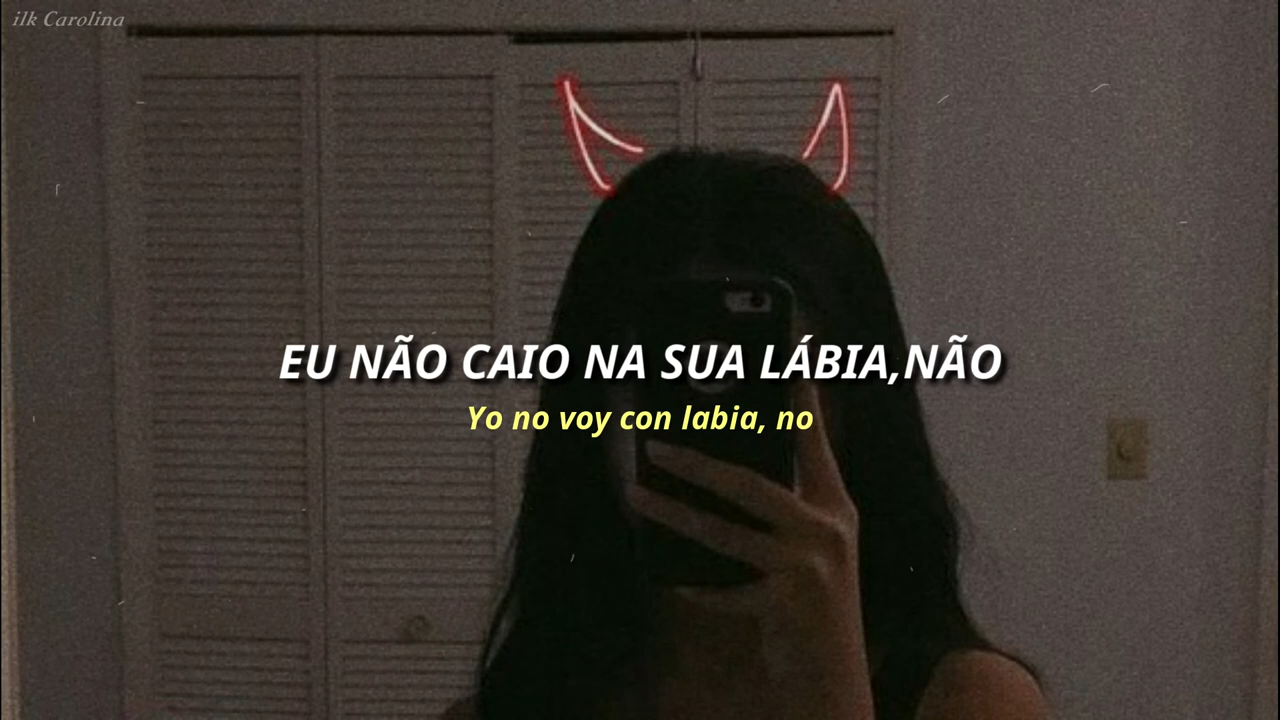 ilk Carolina
EU NÃO CAIO NA SUA LÁBIA,NÃO
Yo no voy con labia, no